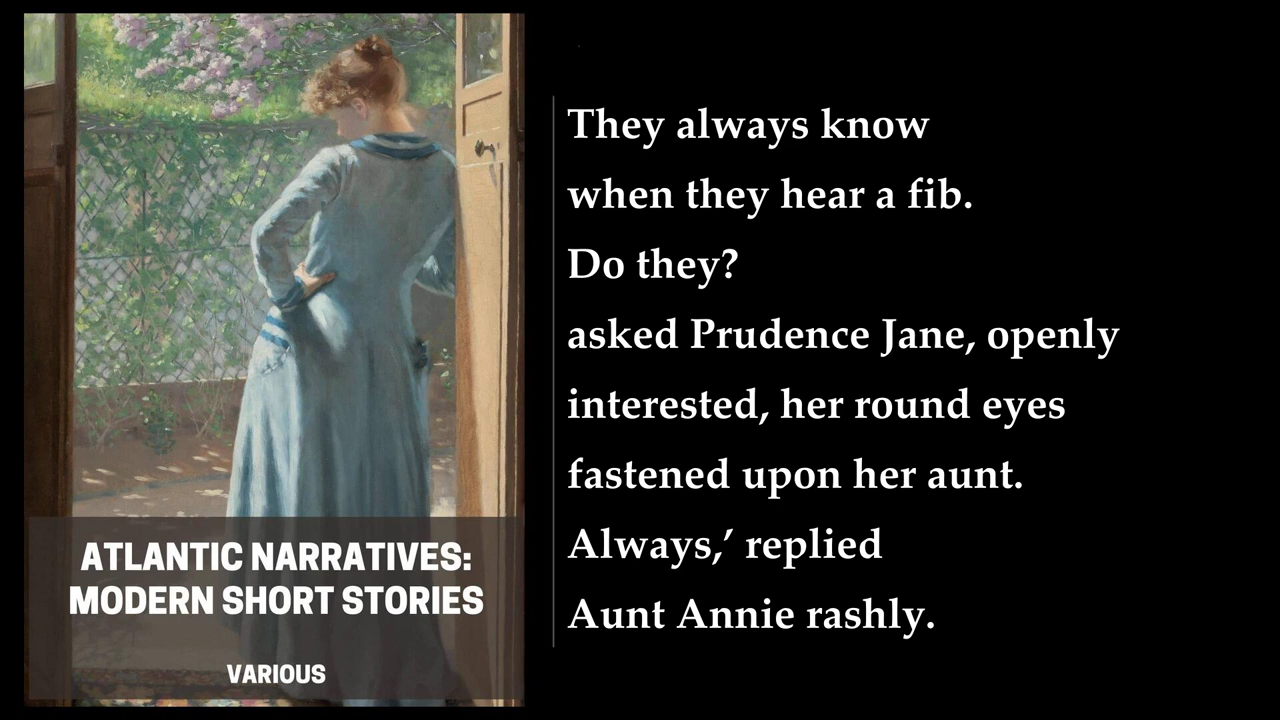 ATLANTIC NARRATIVES:
MODERN SHORT STORIES
VARIOUS
They always know
when they hear a fib.
Do they?
asked Prudence Jane, openly
interested, her round eyes
fastened upon her aunt.
Always,’ replied
Aunt Annie rashly.